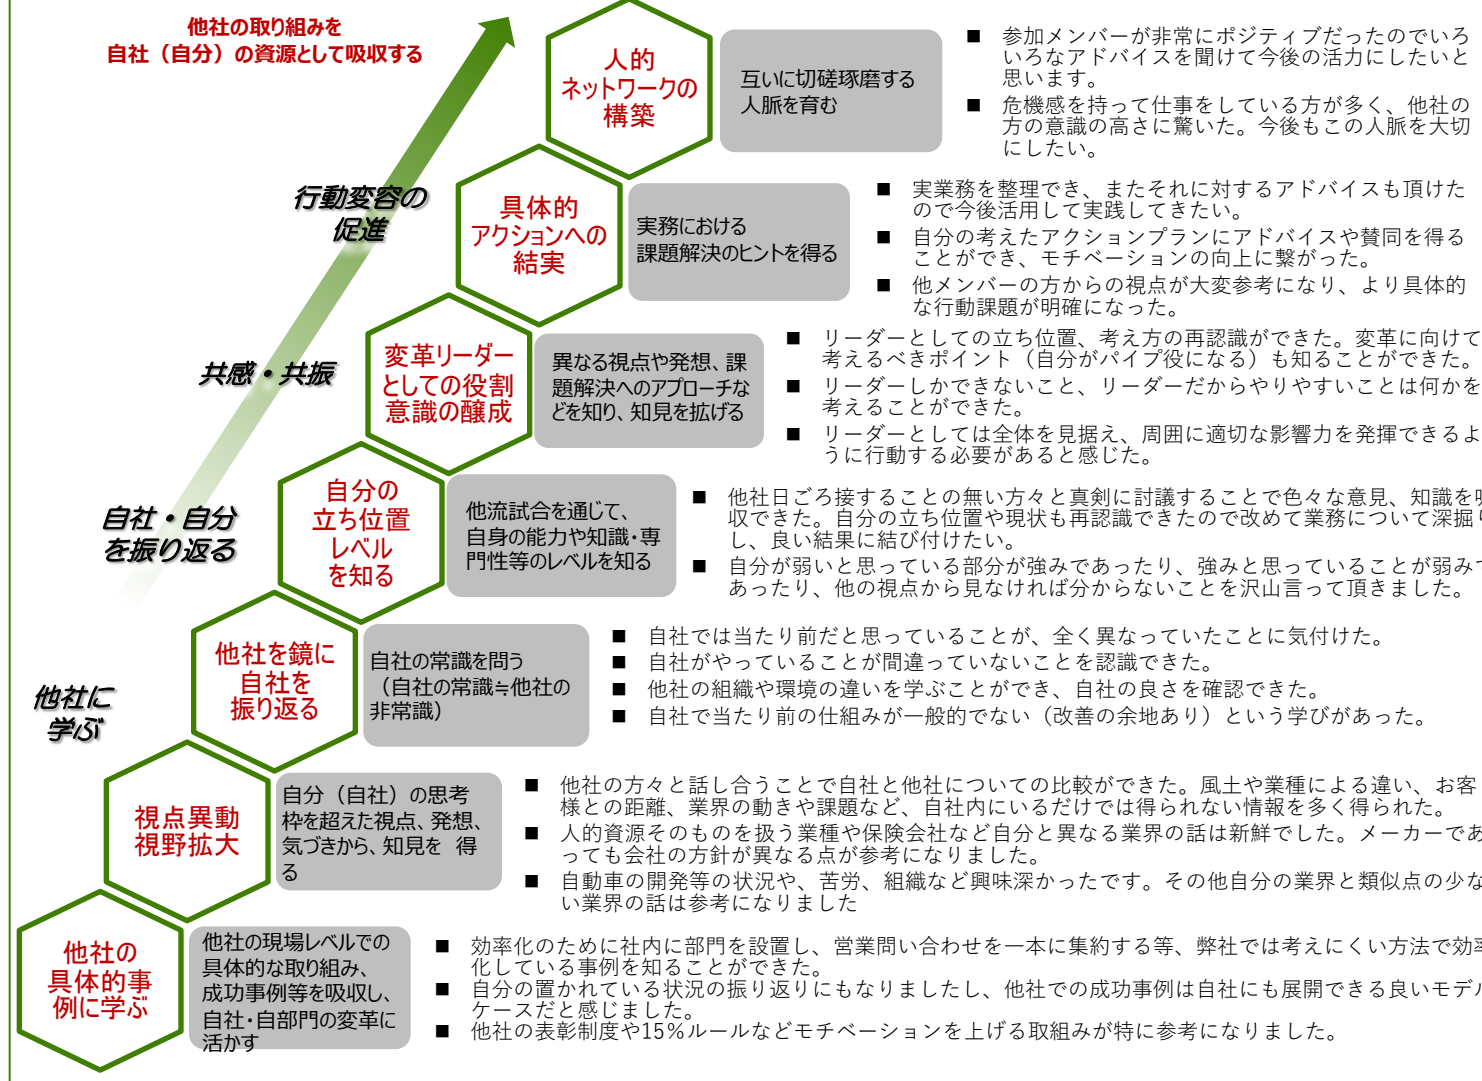 他社の取り組みを
自社（自分）の資源として吸収する
人的
ネットワークの
構築
互いに切磋琢磨する
人脈を育む
■ 参加メンバーが非常にポジティブだったのでいろ
いろなアドバイスを聞けて今後の活力にしたいと
思います。
■ 危機感を持って仕事をしている方が多く、他社の
方の意識の高さに驚いた。今後もこの人脈を大切
にしたい。
行動変容の
促進
具体的
アクションへの
結実
実務における
課題解決のヒントを得る
■ 実業務を整理でき、またそれに対するアドバイスも頂けた
ので今後活用して実践してきたい。
■ 自分の考えたアクションプランにアドバイスや賛同を得る
ことができ、モチベーションの向上に繋がった。
■ 他メンバーの方からの視点が大変参考になり、より具体的
な行動課題が明確になった。
共感・共振
変革リーダー
としての役割
意識の醸成
異なる視点や発想、課
題解決へのアプローチな
どを知り、知見を拡げる
■ リーダーとしての立ち位置、考え方の再認識ができた。変革に向けて
考えるべきポイント（自分がパイプ役になる）も知ることができた。
■ リーダーしかできないこと、リーダーだからやりやすいことは何かを
考えることができた。
■ リーダーとしては全体を見据え、周囲に適切な影響力を発揮できるよ
うに行動する必要があると感じた。
自社・自分
を振り返る
自分の
立ち位置
レベル
を知る
他流試合を通じて、
自身の能力や知識・専
門性等のレベルを知る
■ 他社日ごろ接することの無い方々と真剣に討議することで色々な意見、知識を吸
収できた。自分の立ち位置や現状も再認識できたので改めて業務について深掘り
し、良い結果に結び付けたい。
■ 自分が弱いと思っている部分が強みであったり、強みと思っていることが弱みで
あったり、他の視点から見なければ分からないことを沢山言って頂きました。
他社に
学ぶ
他社を鏡に
自社を
振り返る
自社の常識を問う
（自社の常識≒他社の
非常識）
■ 自社では当たり前だと思っていることが、全く異なっていたことに気付けた。
■ 自社がやっていることが間違っていないことを認識できた。
■ 他社の組織や環境の違いを学ぶことができ、自社の良さを確認できた。
■ 自社で当たり前の仕組みが一般的でない（改善の余地あり）という学びがあった。
視点異動
視野拡大
自分（自社）の思考
枠を超えた視点、発想、
気づきから、知見を 得
る
■ 他社の方々と話し合うことで自社と他社についての比較ができた。風土や業種による違い、お客
様との距離、業界の動きや課題など、自社内にいるだけでは得られない情報を多く得られた。
■ 人的資源そのものを扱う業種や保険会社など自分と異なる業界の話は新鮮でした。メーカーであ
っても会社の方針が異なる点が参考になりました。
■ 自動車の開発等の状況や、苦労、組織など興味深かったです。その他自分の業界と類似点の少な
い業界の話は参考になりました
他社の
具体的事
例に学ぶ
他社の現場レベルでの
具体的な取り組み、
成功事例等を吸収し、
自社・自部門の変革に
活かす
■ 効率化のために社内に部門を設置し、営業問い合わせを一本に集約する等、弊社では考えにくい方法で効率
化している事例を知ることができた。
■ 自分の置かれている状況の振り返りにもなりましたし、他社での成功事例は自社にも展開できる良いモデル
ケースだと感じました。
■ 他社の表彰制度や15%ルールなどモチベーションを上げる取組みが特に参考になりました。